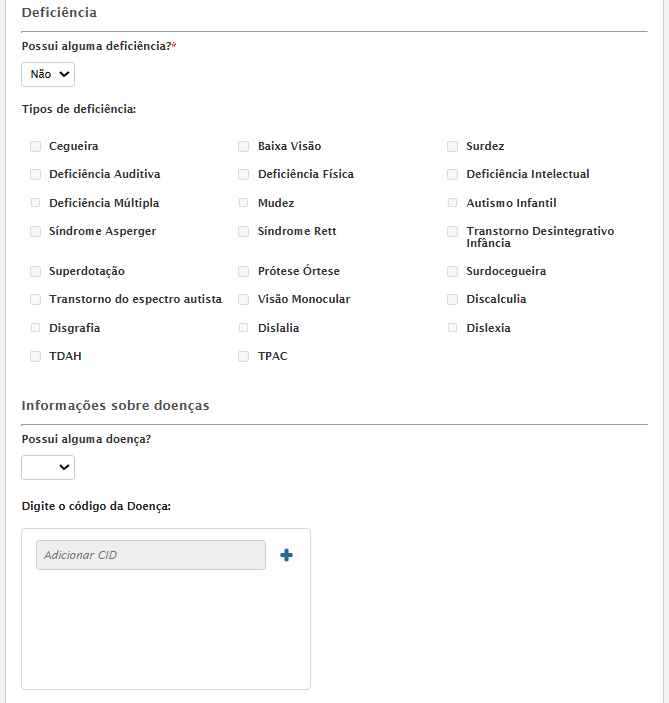 Deficiência
Possui alguma deficiência?*
Não
Tipos de deficiência:
Cegueira Baixa Visão Surdez
Deficiência Auditiva Deficiência Física Deficiência Intelectual
Deficiência Múltipla Mudez Autismo Infantil
Síndrome Asperger Síndrome Rett Transtorno Desintegrativo
Infância
Superdotação Prótese Órtese Surdocegueira
Transtorno do espectro autista Visão Monocular Discalculia
Disgrafia Dislalia Dislexia
TDAH TPAC
Informações sobre doenças
Possui alguma doença?
Digite o código da Doença:
Adicionar CID